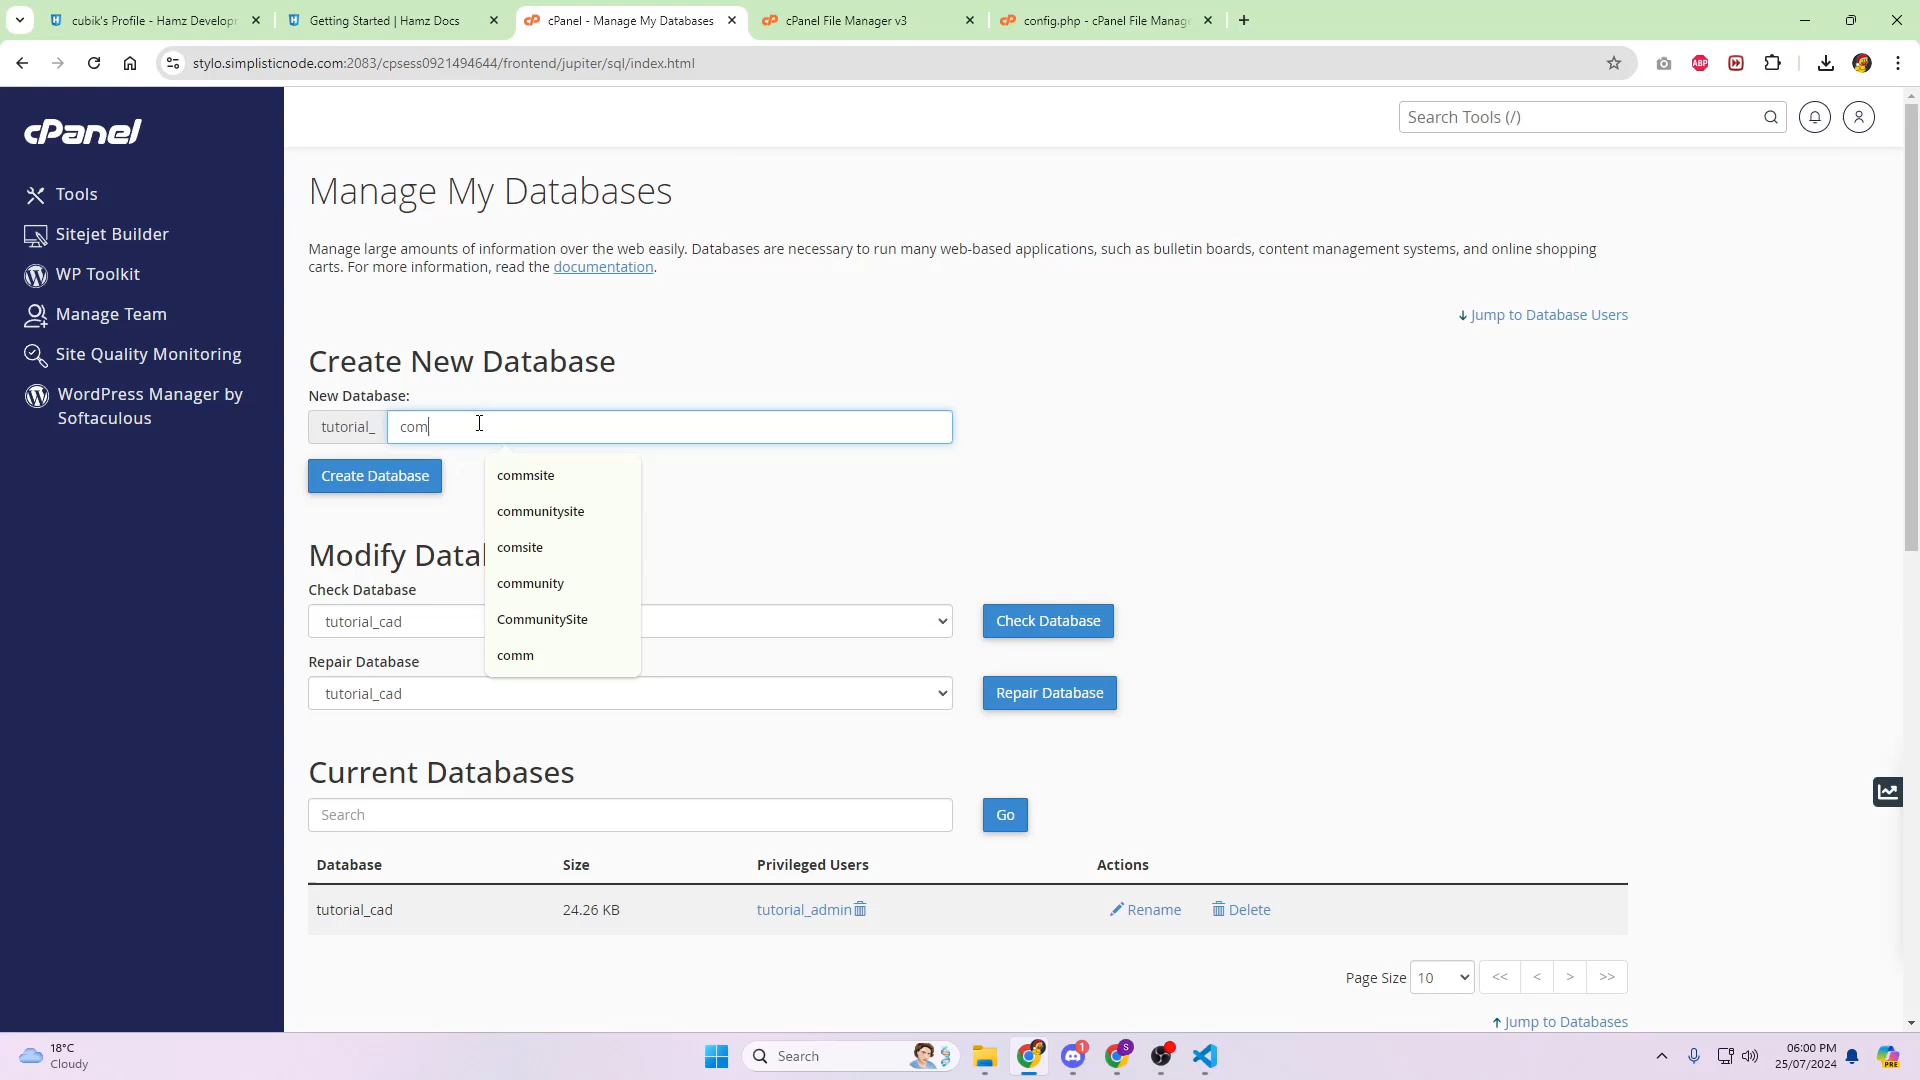 cubik's Profile - Hamz Develop
Getting Started | Hamz Docs
cPanel - Manage My Databases
cPanel File Manager v3
config.php - cPanel File Manage
stylo.simplisticnode.com:2083/cpsess0921494644/frontend/jupiter/sql/index.html
ABP
cPanel
Search Tools (/)
Tools
Sitejet Builder
WP Toolkit
Manage Team
Site Quality Monitoring
WordPress Manager by
Softaculous
Manage My Databases
Manage large amounts of information over the web easily. Databases are necessary to run many web-based applications, such as bulletin boards, content management systems, and online shopping
carts. For more information, read the documentation.
Jump to Database Users
Create New Database
New Database:
tutorial_ com
Create Database
commsite
communitysite
comsite
community
CommunitySite
comm
Modify Data
Check Database
tutorial_cad
Check Database
Repair Database
tutorial_cad
Repair Database
Current Databases
Search
Go
Database Size Privileged Users Actions
tutorial_cad 24.26 KB tutorial_admin Rename Delete
Page Size 10 << < > >>
Jump to Databases
18°C
Cloudy
Search
1
S
06:00 PM
25/07/2024
PRE